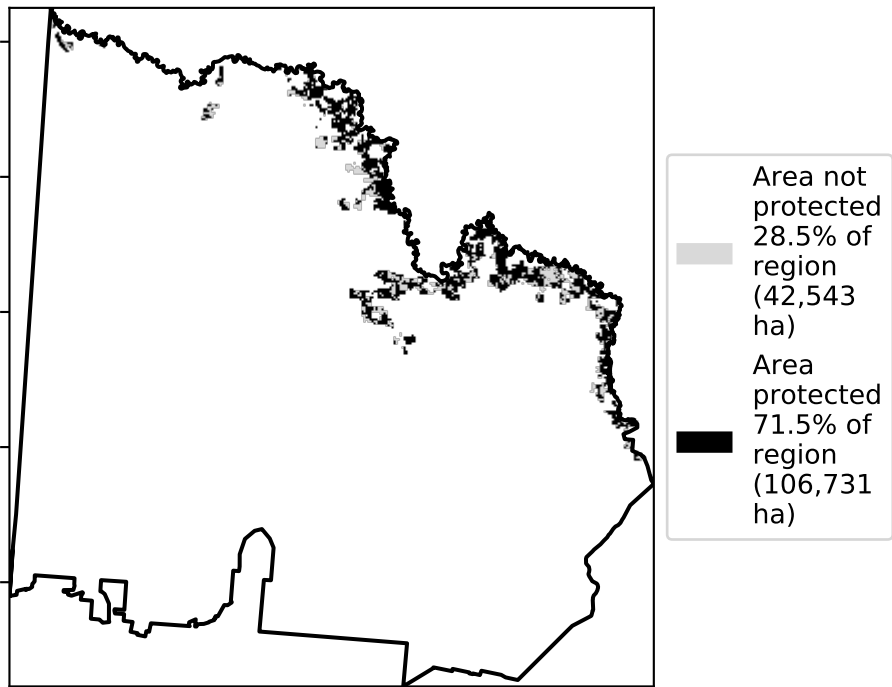 Area not
protected
28.5% of
region
(42,543
ha)
Area
protected
71.5% of
region
(106,731
ha)